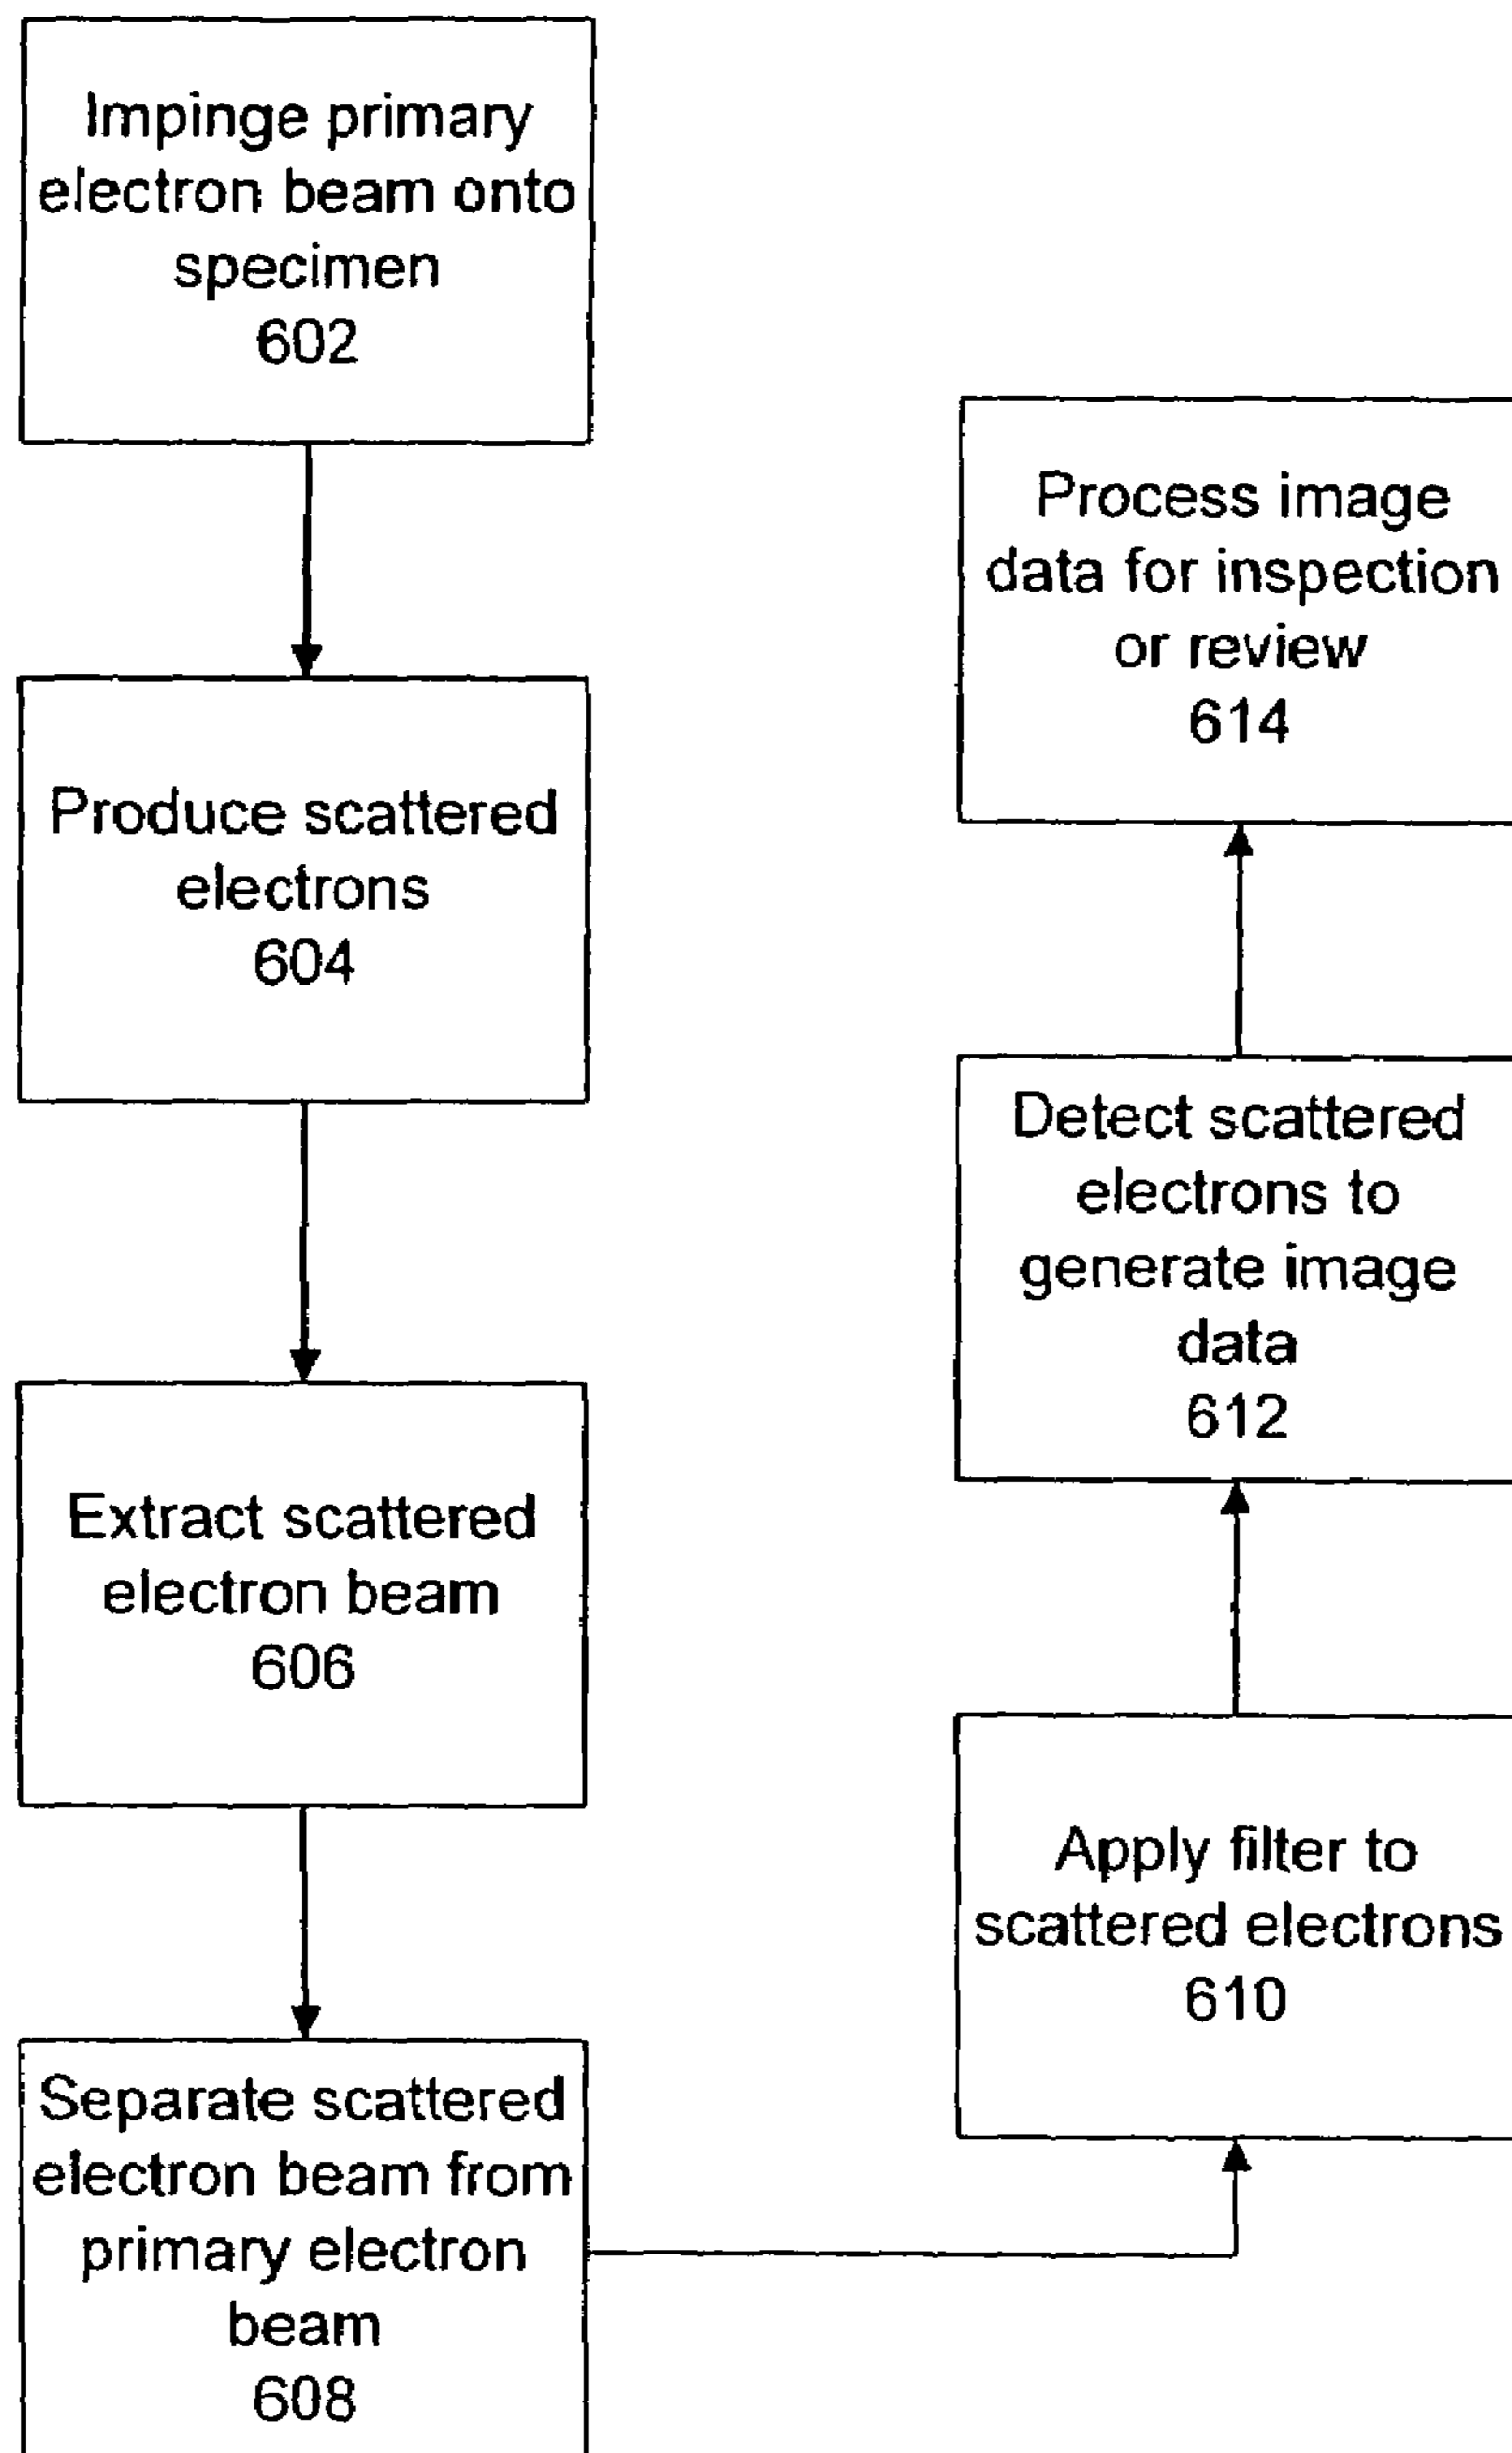 Impinge primary
electron beam onto
specimen
602
Produce scattered
electrons
604
Extract scattered
electron beam
606
Separate scattered
electron beam from
primary electron
beam
608
Apply filter to
scattered electrons
610
Detect scattered
electrons to
generate image
data
612
Process image
data for inspection
or review
614